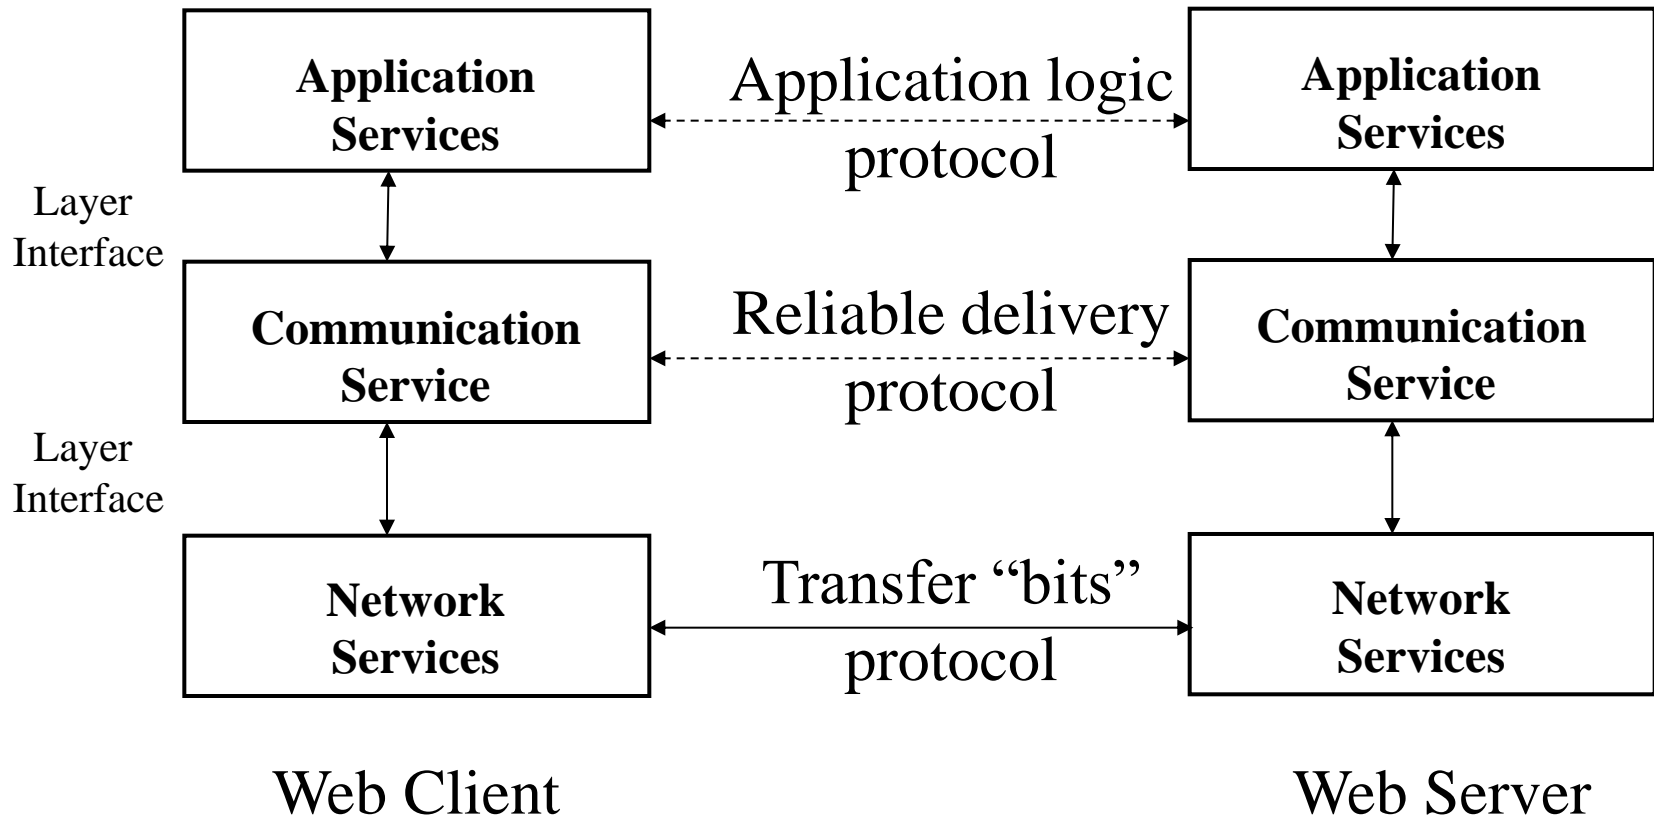 Application
Services
Application logic
protocol
Application
Services
Layer
Interface
Communication
Service
Reliable delivery
protocol
Communication
Service
Layer
Interface
Network
Services
Transfer “bits”
protocol
Network
Services
Web Client
Web Server